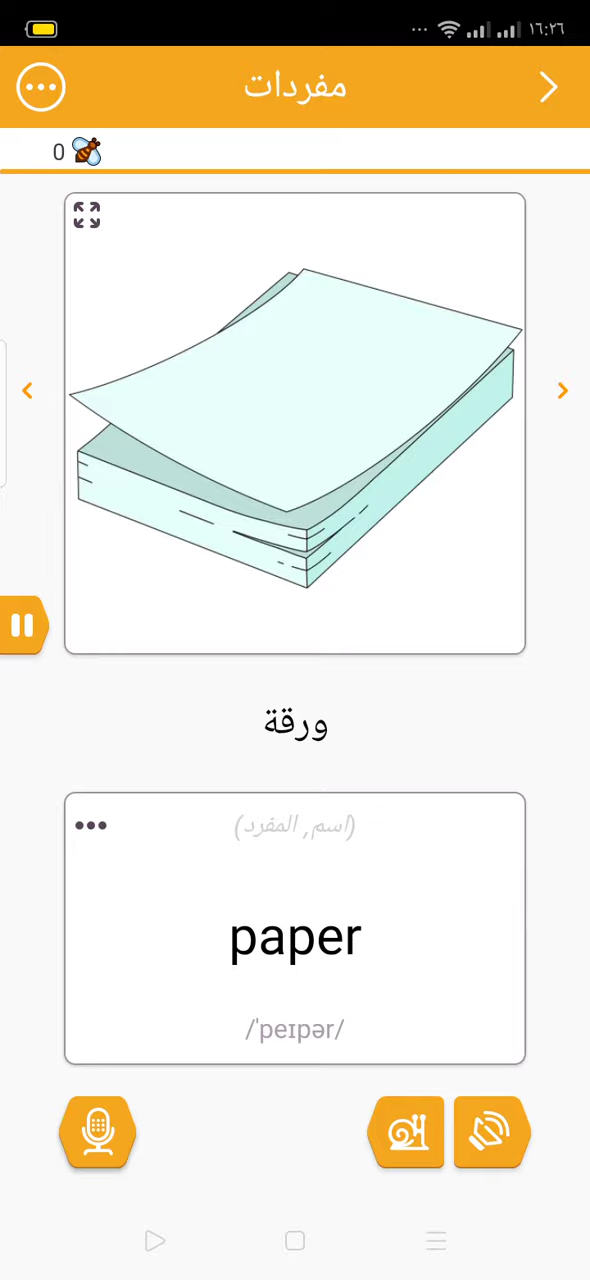 ١٦:٢٦
مفردات
0
ورقة
(اسم, المفرد)
paper
/ˈpeɪpər/